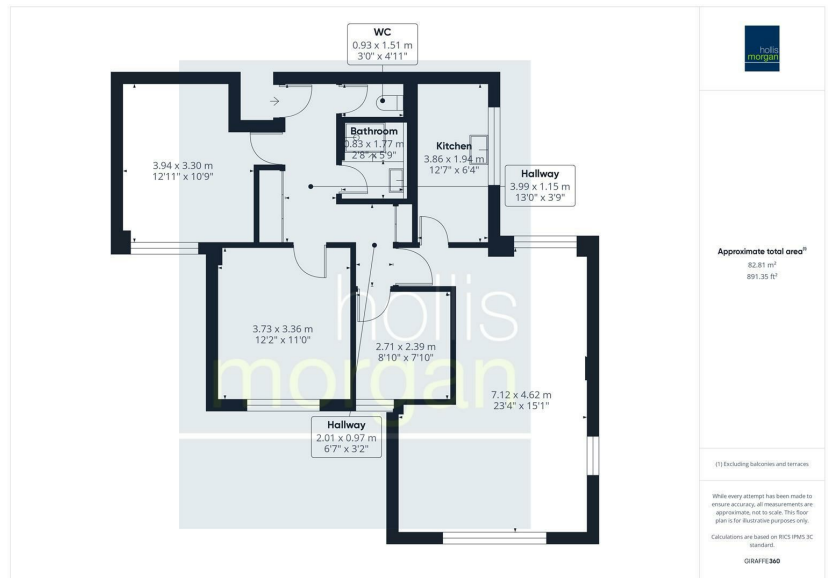 WC
0.93 x 1.51 m
3'0" x 4'11"
Bathroom
0.83 x 1.77 m
2'8" x 5'9"
Kitchen
3.86 x 1.94 m
12'7" x 6'4"
Hallway
3.99 x 1.15 m
13'0" x 3'9"
3.94 x 3.30 m
12'11" x 10'9"
3.73 x 3.36 m
12'2" x 11'0"
2.71 x 2.39 m
8'10" x 7'10"
7.12 x 4.62 m
23'4" x 15'1"
Hallway
2.01 x 0.97 m
6'7" x 3'2"
hollis
morgan
hollis
morgan
Approximate total area⁽¹⁾
82.81 m²
891.35 ft²
(1) Excluding balconies and terraces
While every attempt has been made to
ensure accuracy, all measurements are
approximate, not to scale. This floor
plan is for illustrative purposes only.
Calculations are based on RICS IPMS 3C
standard.
GIRAFFE360